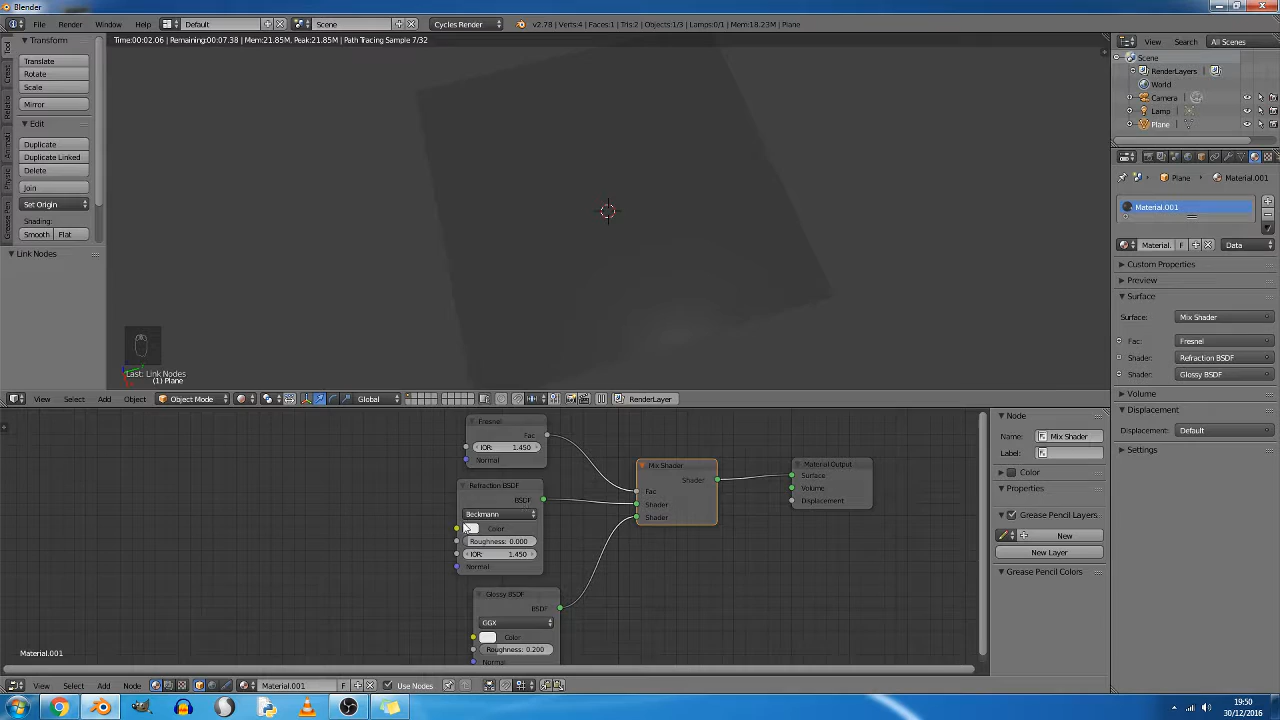 Blender
File Render Window Help Default Scene Cycles Render v2.78 | Verts:4 | Faces:1 | Tris:2 | Objects:1/3 | Lamps:0/1 | Mem:18.23M | Plane
Time:00:02.06 | Remaining:00:07.38 | Mem:21.85M, Peak:21.85M | Path Tracing Sample 7/32
Transform
Translate
Rotate
Scale
Mirror
Edit
Duplicate
Duplicate Linked
Delete
Join
Set Origin
Shading:
Smooth Flat
Link Nodes
Last: Link Nodes
(1) Plane
View Search All Scenes
Scene
RenderLayers
World
Camera
Lamp
Plane
Plane Material.001
Material.001
Material. F Data
Custom Properties
Preview
Surface
Surface: Mix Shader
Fac: Fresnel
Shader: Refraction BSDF
Shader: Glossy BSDF
Volume
Displacement
Displacement: Default
Settings
View Select Add Object Object Mode Global RenderLayer
Fresnel
Fac
IOR: 1.450
Normal
Refraction BSDF
BSDF
Beckmann
Color
Roughness: 0.000
IOR: 1.450
Normal
Glossy BSDF
BSDF
GGX
Color
Roughness: 0.200
Normal
Mix Shader
Shader
Fac
Shader
Shader
Material Output
Surface
Volume
Displacement
Node
Name: Mix Shader
Label:
Color
Properties
Grease Pencil Layers
New
New Layer
Grease Pencil Colors
Material.001
View Select Add Node Material.001 F Use Nodes
19:50
30/12/2016